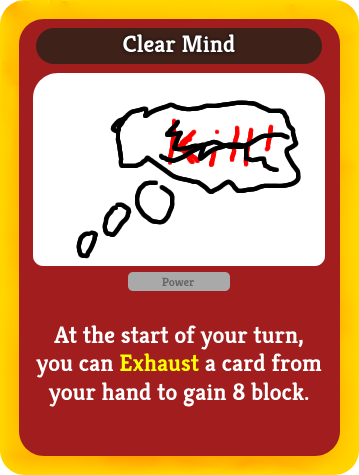 Clear Mind
Kill!
Power
At the start of your turn,
you can Exhaust a card from
your hand to gain 8 block.